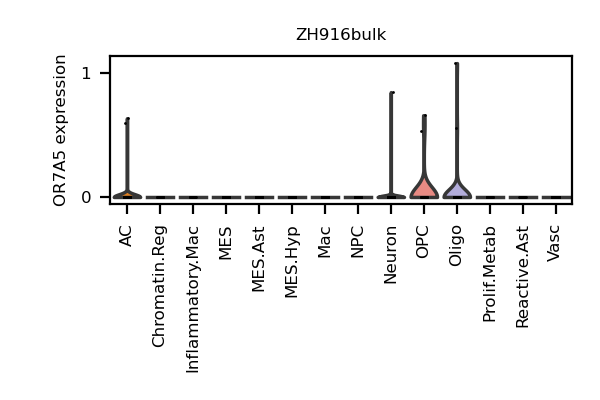 ZH916bulk
OR7A5 expression
1
0
AC
Chromatin.Reg
Inflammatory.Mac
MES
MES.Ast
MES.Hyp
Mac
NPC
Neuron
OPC
Oligo
Prolif.Metab
Reactive.Ast
Vasc